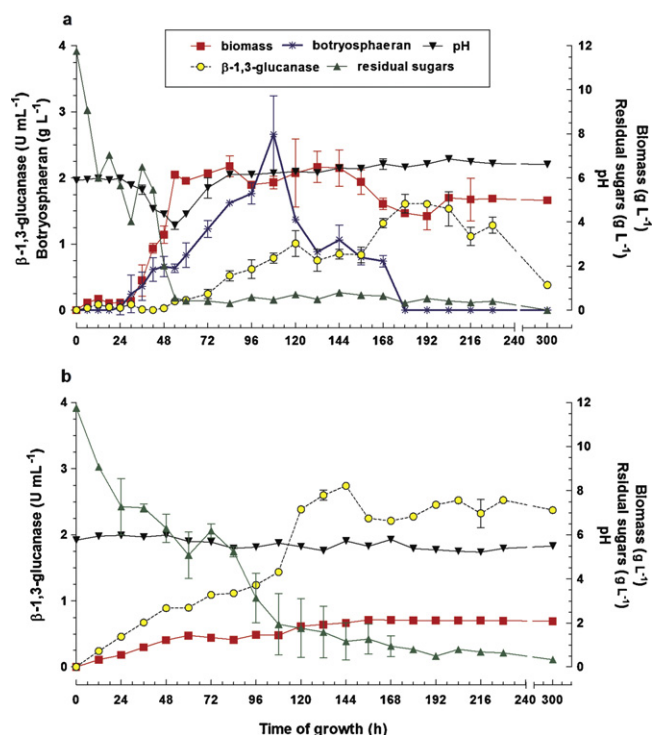 a
biomass botryosphaeran pH
β-1,3-glucanase residual sugars
β-1,3-glucanase (U mL⁻¹)
Botryosphaeran (g L⁻¹)
4
3
2
1
0
12
10
8
6
4
2
0
Biomass (g L⁻¹)
Residual sugars (g L⁻¹)
pH
0 24 48 72 96 120 144 168 192 216 240 300
b
β-1,3-glucanase (U mL⁻¹)
4
3
2
1
0
12
10
8
6
4
2
0
Biomass (g L⁻¹)
Rsidual sugars (g L⁻¹)
pH
0 24 48 72 96 120 144 168 192 216 240 300
Time of growth (h)